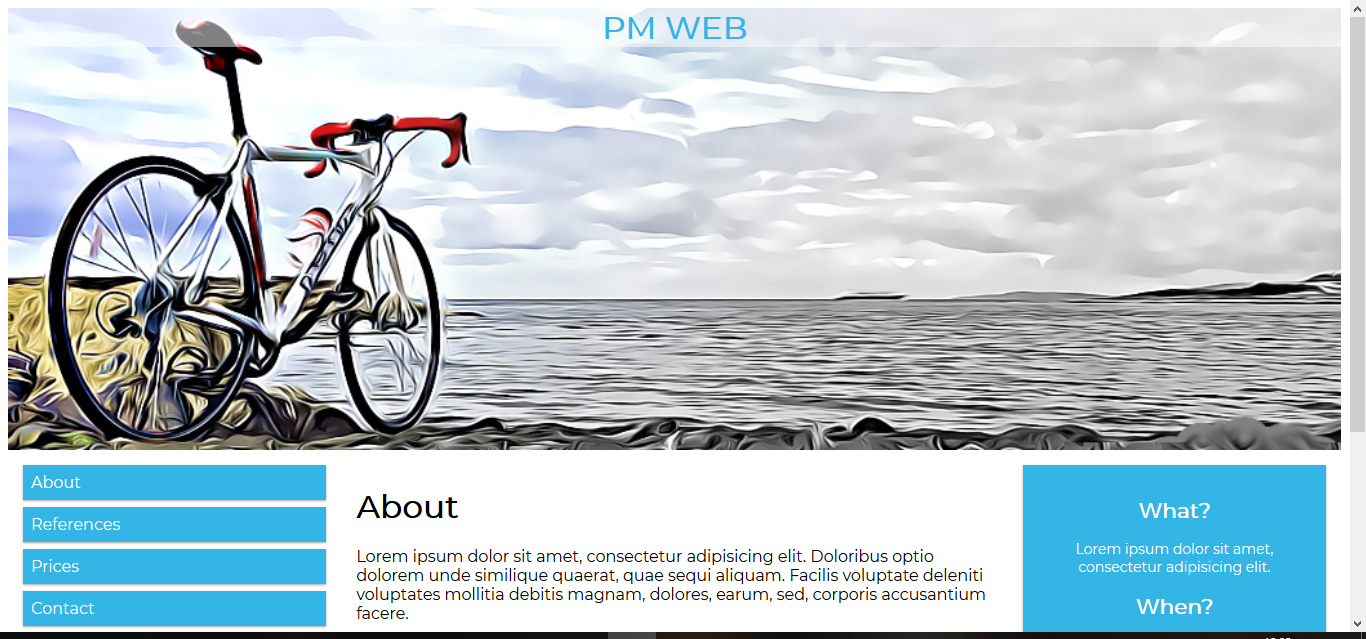 PM WEB
About
References
Prices
Contact
About
Lorem ipsum dolor sit amet, consectetur adipisicing elit. Doloribus optio
dolorem unde similique quaerat, quae sequi aliquam. Facilis voluptate deleniti
voluptates mollitia debitis magnam, dolores, earum, sed, corporis accusantium
facere.
What?
Lorem ipsum dolor sit amet,
consectetur adipisicing elit.
When?